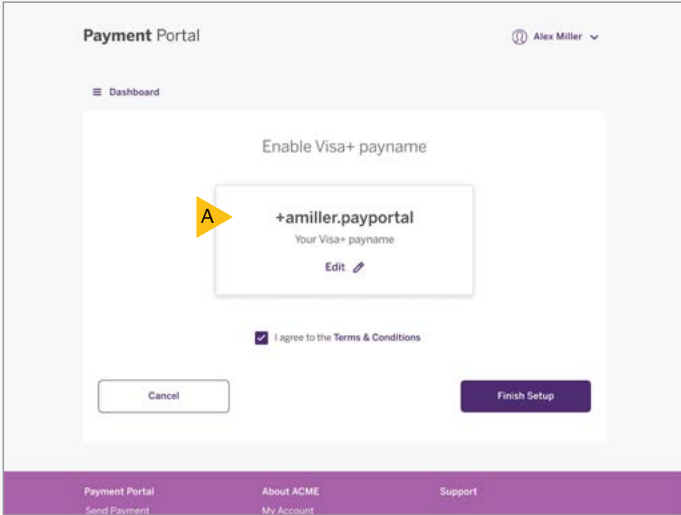 Payment Portal
Alex Miller
Dashboard
Enable Visa+ payname
A
+amiller.payportal
Your Visa+ payname
Edit
I agree to the Terms & Conditions
Cancel
Finish Setup
Payment Portal
About ACME
Support
Send Payment
My Account